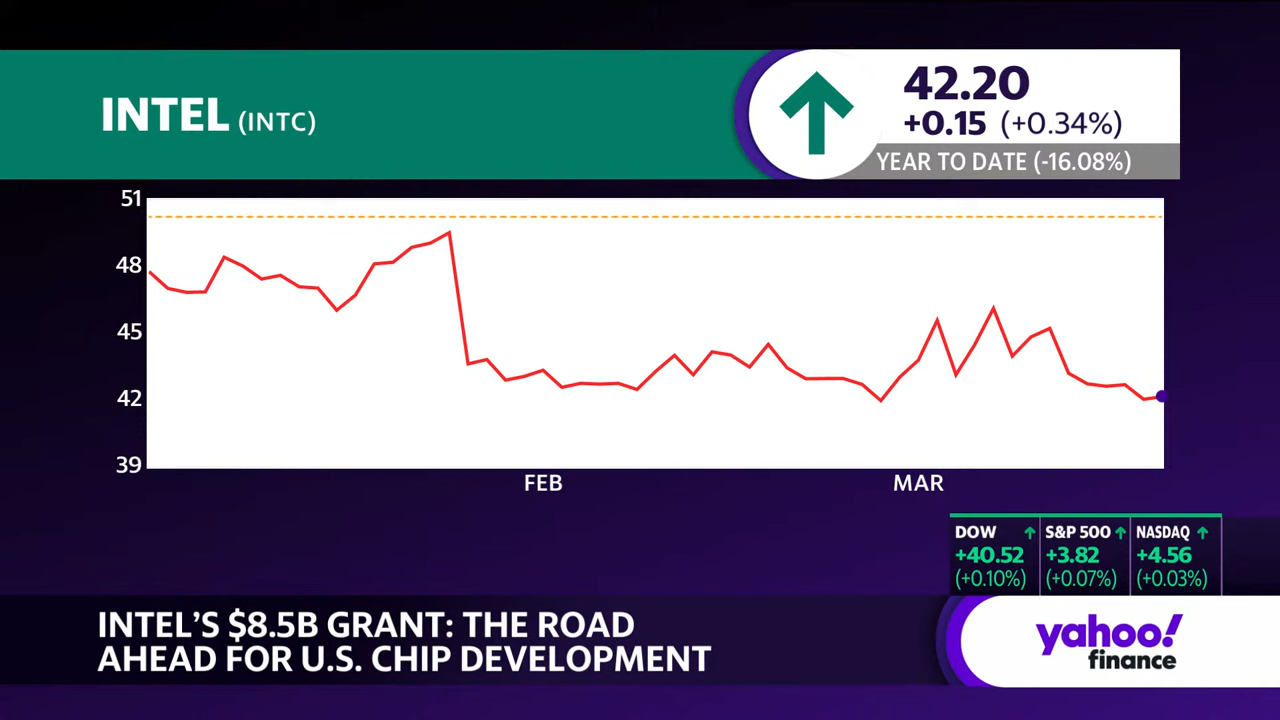 INTEL (INTC)
42.20
+0.15 (+0.34%)
YEAR TO DATE (-16.08%)
51
48
45
42
39
FEB MAR
DOW S&P 500 NASDAQ
+40.52 +3.82 +4.56
(+0.10%) (+0.07%) (+0.03%)
INTEL'S $8.5B GRANT: THE ROAD
AHEAD FOR U.S. CHIP DEVELOPMENT
yahoo!
finance